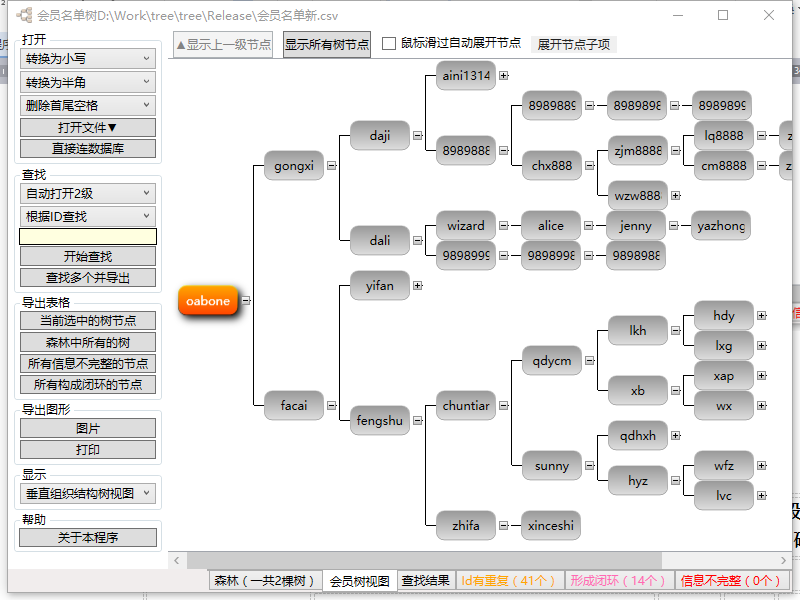 会员名单树D:\Work\tree\tree\Release\会员名单新.csv
打开
转换为小写
转换为半角
删除首尾空格
打开文件▼
直接连数据库
查找
自动打开2级
根据ID查找
开始查找
查找多个并导出
导出表格
当前选中的树节点
森林中所有的树
所有信息不完整的节点
所有构成闭环的节点
导出图形
图片
打印
显示
垂直组织结构树视图
帮助
关于本程序
▲显示上一级节点 显示所有树节点 鼠标滑过自动展开节点 展开节点子项
aini1314
8989889 8989898 8989899
daji
lq8888
gongxi
8989888
zjm8888
chx888
cm8888
wzw888
wizard alice jenny yazhong
dali
9898999 9898998 9898988
yifan
oabone
hdy
lkh
lxg
qdycm
xap
xb
facai
chuntian
wx
fengshu
qdhxh
sunny
wfz
hyz
lvc
zhifa xinceshi
森林（一共2棵树） 会员树视图 查找结果 Id有重复（41个） 形成闭环（14个） 信息不完整（0个）